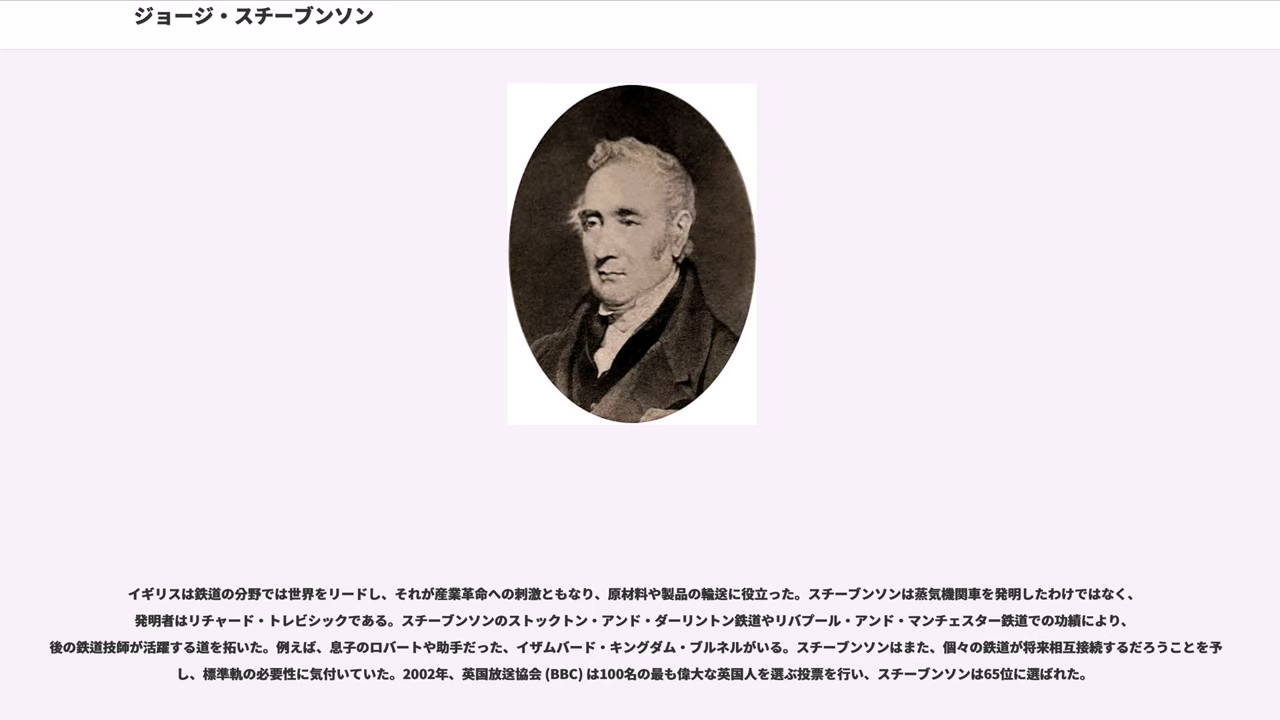 ジョージ・スチーブンソン
イギリスは鉄道の分野では世界をリードし、それが産業革命への刺激ともなり、原材料や製品の輸送に役立った。スチーブンソンは蒸気機関車を発明したわけではなく、
発明者はリチャード・トレビシックである。スチーブンソンのストックトン・アンド・ダーリントン鉄道やリバプール・アンド・マンチェスター鉄道での功績により、
後の鉄道技師が活躍する道を拓いた。例えば、息子のロバートや助手だった、イザムバード・キングダム・ブルネルがいる。スチーブンソンはまた、個々の鉄道が将来相互接続するだろうことを予
し、標準軌の必要性に気付いていた。2002年、英国放送協会 (BBC) は100名の最も偉大な英国人を選ぶ投票を行い、スチーブンソンは65位に選ばれた。